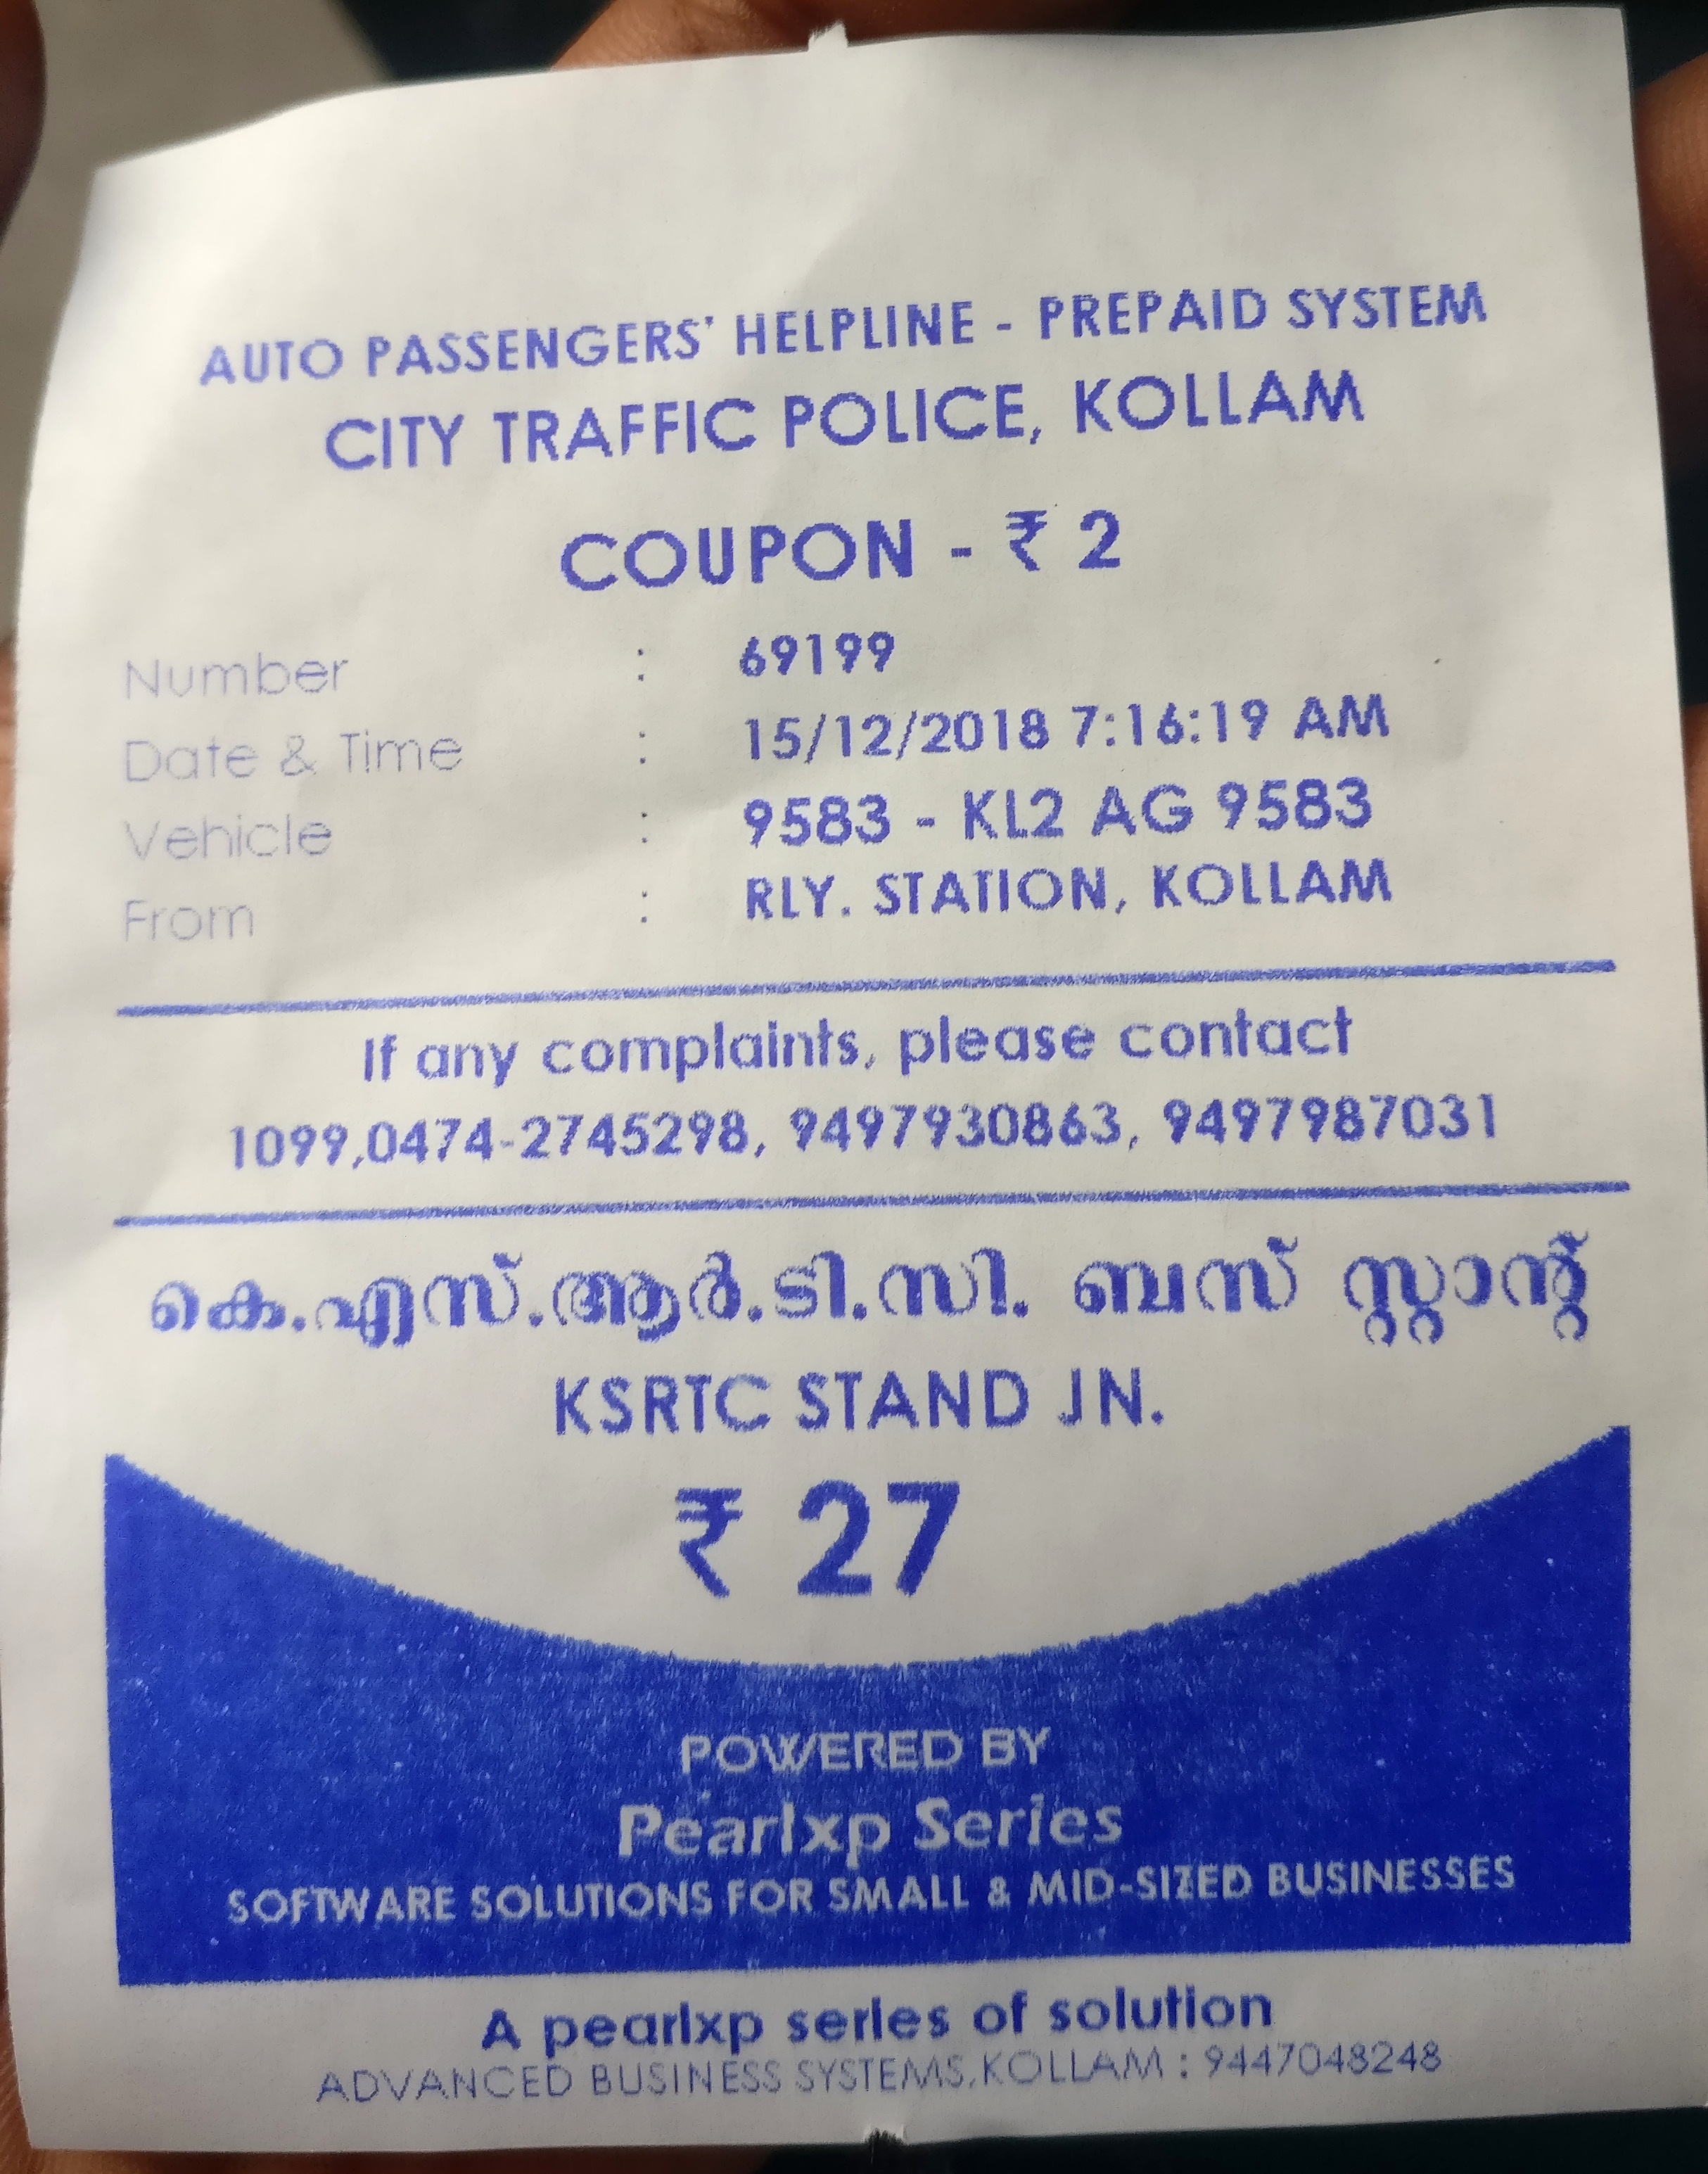 AUTO PASSENGERS' HELPLINE - PREPAID SYSTEM
CITY TRAFFIC POLICE, KOLLAM
COUPON - ₹ 2
Number : 69199
Date & Time : 15/12/2018 7:16:19 AM
Vehicle : 9583 - KL2 AG 9583
From : RLY. STATION, KOLLAM
If any complaints, please contact
1099,0474-2745298, 9497930863, 9497987031
കെ.എസ്.ആർ.ടി.സി. ബസ് സ്റ്റാന്റ്
KSRTC STAND JN.
₹ 27
POWERED BY
Pearlxp Series
SOFTWARE SOLUTIONS FOR SMALL & MID-SIZED BUSINESSES
A pearlxp series of solution
ADVANCED BUSINESS SYSTEMS,KOLLAM : 9447048248